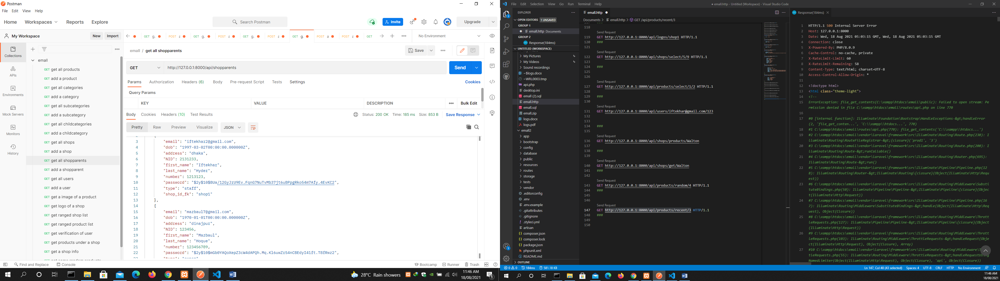 Postman
File Edit View Help
Home Workspaces Reports Explore
Search Postman
Invite
Upgrade
My Workspace
New Import
GET g. POST a GET g. POST a GET g. POST a GET g. POST a POST a GET
No Environment
Collections
APIs
Environments
Mock Servers
Monitors
History
emall
GET get all products
GET add a product
GET get all categories
GET add a category
GET get all subcategories
GET add a subcategory
GET get all childcategories
GET add a childcategory
GET get all shops
GET add a shop
GET get all shopparents
GET add a shopparent
GET get all users
GET add a user
GET get a image of a product
GET get logo of a shop
GET get ranged shop list
GET get ranged product list
GET get verification of user
GET get products under a shop
GET get a shop info
emall / get all shopparents
Save
GET http://127.0.0.1:8000/api/shopparents
Send
Params Authorization Headers (6) Body Pre-request Script Tests Settings
Cookies
Query Params
KEY VALUE DESCRIPTION
Bulk Edit
Body Cookies Headers (10) Test Results
Status: 200 OK Time: 185 ms Size: 853 B
Save Response
Pretty Raw Preview Visualize JSON
3 "email": "iftekhar2@gmail.com",
4 "dob": "1997-03-02T00:00:00.000000Z",
5 "address": "dhaka",
6 "NID": 2131233,
7 "first_name": "Iftekhar",
8 "last_name": "Hyder",
9 "number": 1213123,
10 "password": "$2y$10$BUa/12GyJrU9Ev.FqnG7NuTvMb37jt6uBPpgRko54m7Afy.4EvKC2",
11 "type": "staff",
12 "shop_id_fk": "shop1"
13 },
14 {
15 "email": "mazbaul7@gmail.com",
16 "dob": "1970-01-01T00:00:00.000000Z",
17 "address": "dinajpur",
18 "NID": 123456,
19 "first_name": "Mazbaul",
20 "last_name": "Hoque",
21 "number": 123456789,
22 "password": "$2y$10$mGb0YAQoXepZ3cW4dAPQh.Mq.Kl6uwZr54nCBEdyI41ft.T8fRwz2",
Find and Replace Console
Bootcamp Runner Trash
28°C Rain showers
11:46 AM
18/08/2021
File Edit Selection View Go Run Terminal Help
● emall.http - Untitled (Workspace) - Visual Studio Code
EXPLORER
OPEN EDITORS 1 UNSAVED
GROUP 1
emall.http Documents
GROUP 2
Response(184ms)
UNTITLED (WORKSPACE)
My Pictures
My Videos
Sound recordings
~$logs.docx
~WRL0003.tmp
api.php
desktop.ini
emall (2).sql
emall.http
emall.sql
emall.zip
logs.docx
logs.pdf
emall2
app
bootstrap
config
database
public
resources
routes
storage
tests
vendor
.editorconfig
.env
.env.example
.gitattributes
.gitignore
.styleci.yml
artisan
composer.json
composer.lock
package.json
phpunit.xml
README.md
OUTLINE
emall.http
Documents > emall.http > GET /api/products/recent/3
118
Send Request
119 GET http://127.0.0.1:8000/api/logos/shop1 HTTP/1.1
120 ###
121
Send Request
122 GET http://127.0.0.1:8000/api/shops/select/5/9 HTTP/1.1
123
124 ###
125
126
Send Request
127 GET http://127.0.0.1:8000/api/products/select/1/2 HTTP/1.1
128
129 ###
130
Send Request
131 GET http://127.0.0.1:8000/api/users/iftekhar@gmail.com/123
132
133
134 ###
135
Send Request
136 GET http://127.0.0.1:8000/api/shops/products/Walton
137
138 ###
139
Send Request
140 GET http://127.0.0.1:8000/api/shops/get/Walton
141 ###
142
Send Request
143 GET http://127.0.0.1:8000/api/products/random/4 HTTP/1.1
144 ###
145
146
Send Request
147 GET http://127.0.0.1:8000/api/products/recent/3 HTTP/1.1
148 ###
149
150
Response(184ms)
1 HTTP/1.1 500 Internal Server Error
2 Host: 127.0.0.1:8000
3 Date: Wed, 18 Aug 2021 05:03:15 GMT, Wed, 18 Aug 2021 05:03:15 GMT
4 Connection: close
5 X-Powered-By: PHP/8.0.9
6 Cache-Control: no-cache, private
7 X-RateLimit-Limit: 60
8 X-RateLimit-Remaining: 58
9 Content-Type: text/html; charset=UTF-8
10 Access-Control-Allow-Origin: *
11
12 <!doctype html>
13 <html class="theme-light">
14 <!--
15 ErrorException: file_get_contents(C:\xampp\htdocs\emall\public): Failed to open stream: Pe
rmission denied in file C:\xampp\htdocs\emall\routes\api.php on line 770
16
17 #0 [internal function]: Illuminate\Foundation\Bootstrap\HandleExceptions-&gt;handleError
(2, 'file_get_conten...', 'C:\\xampp\\htdocs...', 770)
18 #1 C:\xampp\htdocs\emall\routes\api.php(770): file_get_contents('C:\\xampp\\htdocs...')
19 #2 C:\xampp\htdocs\emall\vendor\laravel\framework\src\Illuminate\Routing\Route.php(230): I
lluminate\Routing\RouteFileRegistrar-&gt;{closure}('prod1', '3')
20 #3 C:\xampp\htdocs\emall\vendor\laravel\framework\src\Illuminate\Routing\Route.php(200): I
lluminate\Routing\Route-&gt;runCallable()
21 #4 C:\xampp\htdocs\emall\vendor\laravel\framework\src\Illuminate\Routing\Router.php(695):
Illuminate\Routing\Route-&gt;run()
22 #5 C:\xampp\htdocs\emall\vendor\laravel\framework\src\Illuminate\Pipeline\Pipeline.php(12
8): Illuminate\Routing\Router-&gt;Illuminate\Routing\{closure}(Object(Illuminate\Http\Requ
est))
23 #6 C:\xampp\htdocs\emall\vendor\laravel\framework\src\Illuminate\Routing\Middleware\Substi
tuteBindings.php(50): Illuminate\Pipeline\Pipeline-&gt;Illuminate\Pipeline\{closure}(Objec
t(Illuminate\Http\Request))
24 #7 C:\xampp\htdocs\emall\vendor\laravel\framework\src\Illuminate\Pipeline\Pipeline.php(16
7): Illuminate\Routing\Middleware\SubstituteBindings-&gt;handle(Object(Illuminate\Http\Req
uest), Object(Closure))
25 #8 C:\xampp\htdocs\emall\vendor\laravel\framework\src\Illuminate\Routing\Middleware\Thrott
leRequests.php(127): Illuminate\Pipeline\Pipeline-&gt;Illuminate\Pipeline\{closure}(Object
(Illuminate\Http\Request))
26 #9 C:\xampp\htdocs\emall\vendor\laravel\framework\src\Illuminate\Routing\Middleware\Thrott
leRequests.php(103): Illuminate\Routing\Middleware\ThrottleRequests-&gt;handleRequest(Obje
ct(Illuminate\Http\Request), Object(Closure), Array)
27 #10 C:\xampp\htdocs\emall\vendor\laravel\framework\src\Illuminate\Routing\Middleware\Throt
tleRequests.php(55): Illuminate\Routing\Middleware\ThrottleRequests-&gt;handleRequestUsing
NamedLimiter(Object(Illuminate\Http\Request), Object(Closure), 'api', Object(Closure))
0 0 184ms 581.18 KB
Ln 147, Col 48 (43 selected) Spaces: 4 UTF-8 CRLF HTTP No Environment
11:46 AM
18/08/2021